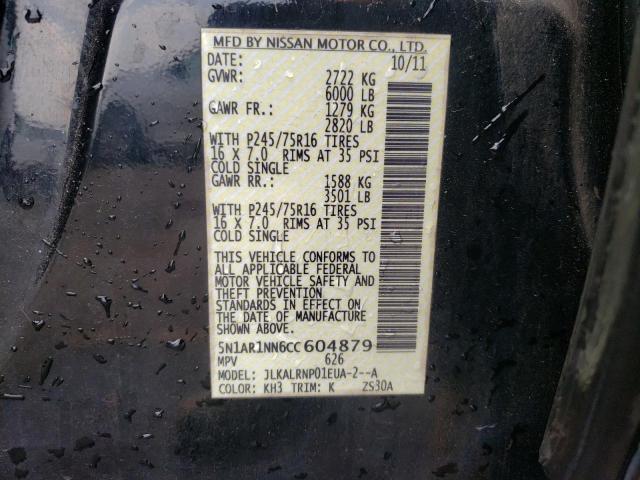 MFD BY NISSAN MOTOR CO., LTD.
DATE: 10/11
GVWR: 2722 KG
6000 LB
GAWR FR.: 1279 KG
2820 LB
WITH P245/75R16 TIRES
16 X 7.0 RIMS AT 35 PSI
COLD SINGLE
GAWR RR.: 1588 KG
3501 LB
WITH P245/75R16 TIRES
16 X 7.0 RIMS AT 35 PSI
COLD SINGLE
THIS VEHICLE CONFORMS TO
ALL APPLICABLE FEDERAL
MOTOR VEHICLE SAFETY AND
THEFT PREVENTION
STANDARDS IN EFFECT ON
THE DATE OF MANUFACTURE
SHOWN ABOVE.
5N1AR1NN6CC604879
MPV 626
MODEL: JLKALRNP01EUA-2--A
COLOR: KH3 TRIM: K ZS30A